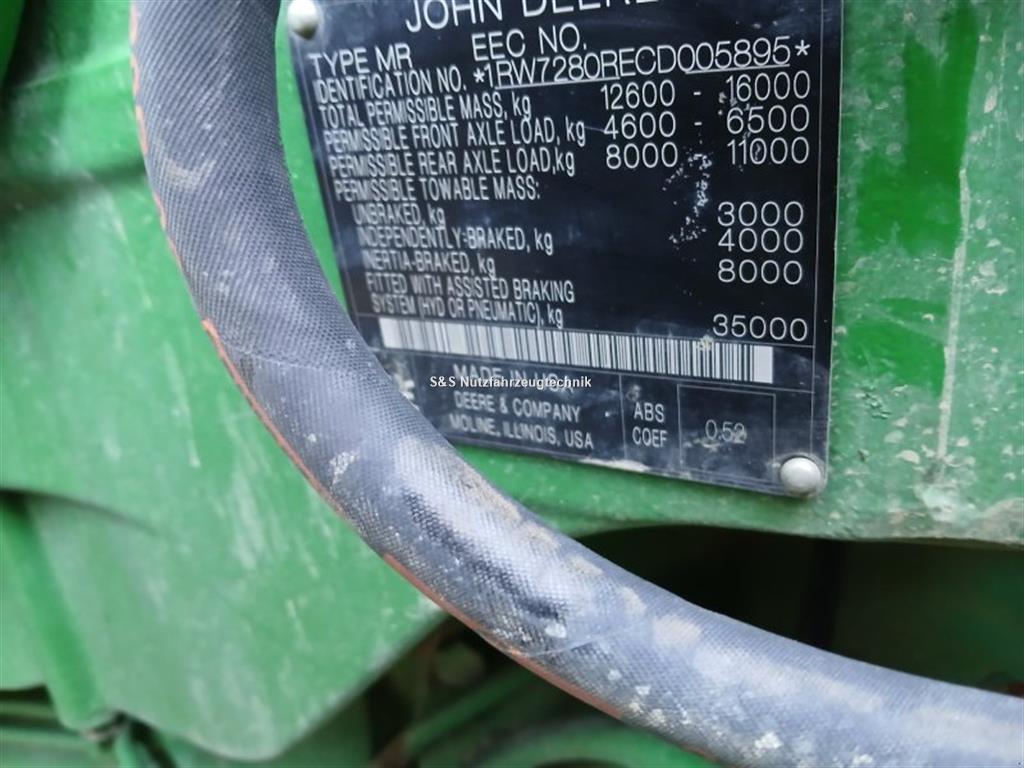 JOHN DEERE
TYPE MR EEC NO.
IDENTIFICATION NO. *1RW7280RECD005895*
TOTAL PERMISSIBLE MASS, kg 12600 - 16000
PERMISSIBLE FRONT AXLE LOAD, kg 4600 - 6500
PERMISSIBLE REAR AXLE LOAD,kg 8000 - 11000
PERMISSIBLE TOWABLE MASS:
UNBRAKED, kg 3000
INDEPENDENTLY-BRAKED, kg 4000
INERTIA-BRAKED, kg 8000
FITTED WITH ASSISTED BRAKING
SYSTEM (HYD OR PNEUMATIC), kg 35000
MADE IN USA
S&S Nutzfahrzeugtechnik
DEERE & COMPANY
MOLINE, ILLINOIS, USA
ABS
COEF 0.52